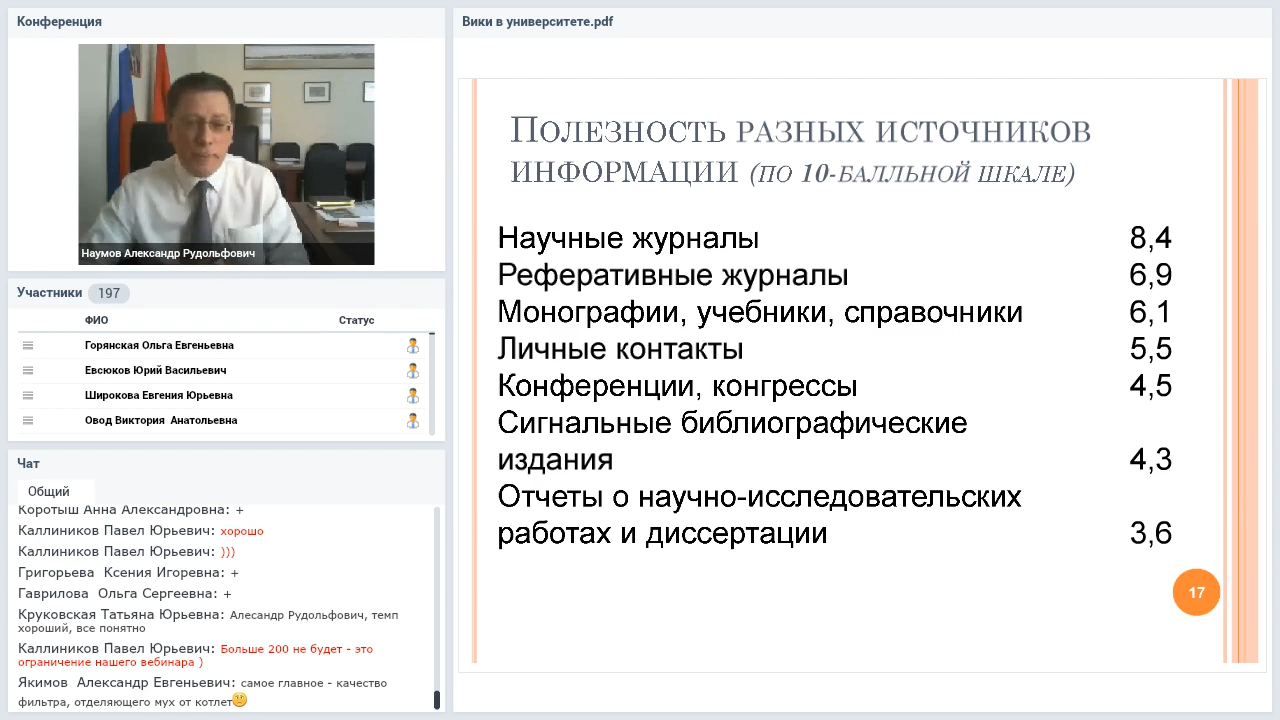 Конференция
Наумов Александр Рудольфович
Участники 197
ФИО Статус
Горянская Ольга Евгеньевна
Евсюков Юрий Васильевич
Широкова Евгения Юрьевна
Овод Виктория Анатольевна
Чат
Общий
Коротыш Анна Александровна: +
Каллиников Павел Юрьевич: хорошо
Каллиников Павел Юрьевич: )))
Григорьева Ксения Игоревна: +
Гаврилова Ольга Сергеевна: +
Круковская Татьяна Юрьевна: Алесандр Рудольфович, темп
хороший, все понятно
Каллиников Павел Юрьевич: Больше 200 не будет - это
ограничение нашего вебинара )
Якимов Александр Евгеньевич: самое главное - качество
фильтра, отделяющего мух от котлет
Вики в университете.pdf
Полезность разных источников
информации (по 10-балльной шкале)
Научные журналы 8,4
Реферативные журналы 6,9
Монографии, учебники, справочники 6,1
Личные контакты 5,5
Конференции, конгрессы 4,5
Сигнальные библиографические
издания 4,3
Отчеты о научно-исследовательских
работах и диссертации 3,6
17